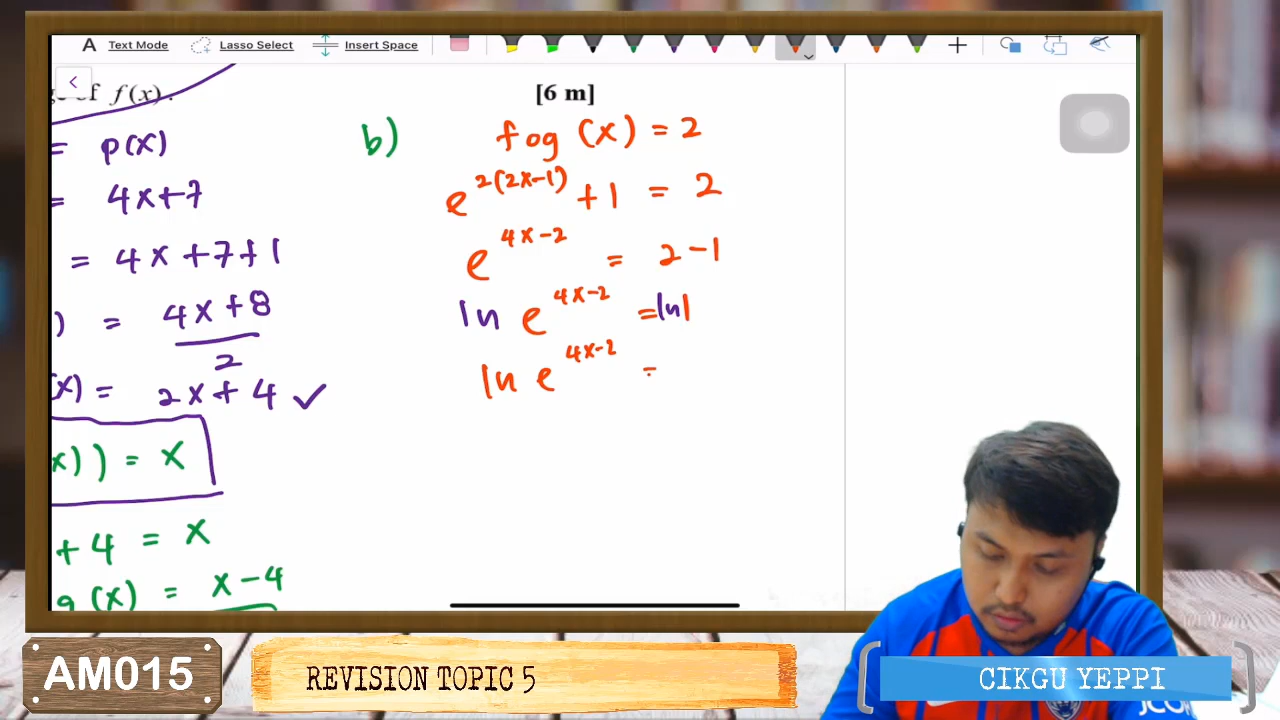 A Text Mode Lasso Select Insert Space
<
ge of f(x).
= p(x)
= 4x+7
= 4x+7+1
) = 4x+8
2
(x) = 2x+4 ✓
x)) = x
+4 = x
g(x) = x-4
[6 m]
b) fog(x) = 2
e^2(2x-1) + 1 = 2
e^4x-2 = 2-1
ln e^4x-2 = ln1
ln e^4x-2 =
AM015
REVISION TOPIC 5
CIKGU YEPPI